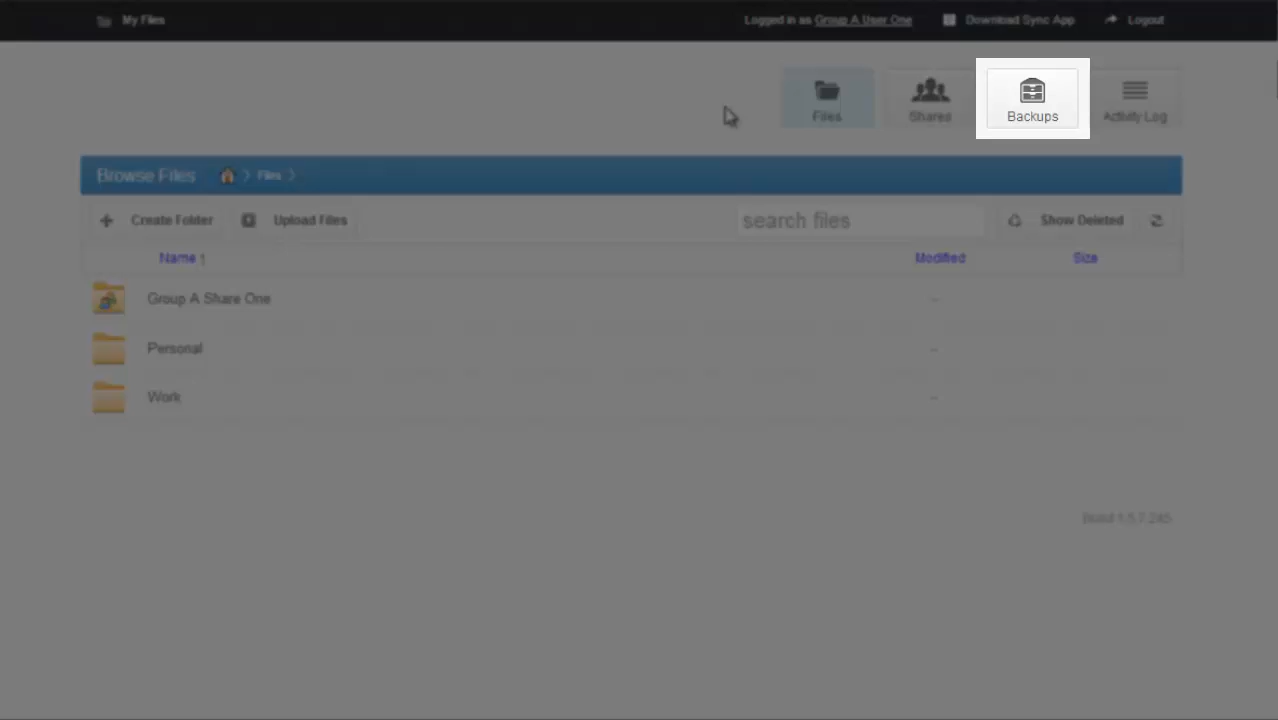 My Files
Logged in as Group A User One
Download Sync App
Logout
Files
Shares
Backups
Activity Log
Browse Files
Files
Create Folder
Upload Files
search files
Show Deleted
Name ↑
Modified
Size
Group A Share One
–
Personal
–
Work
–
Build 1.5.7.245